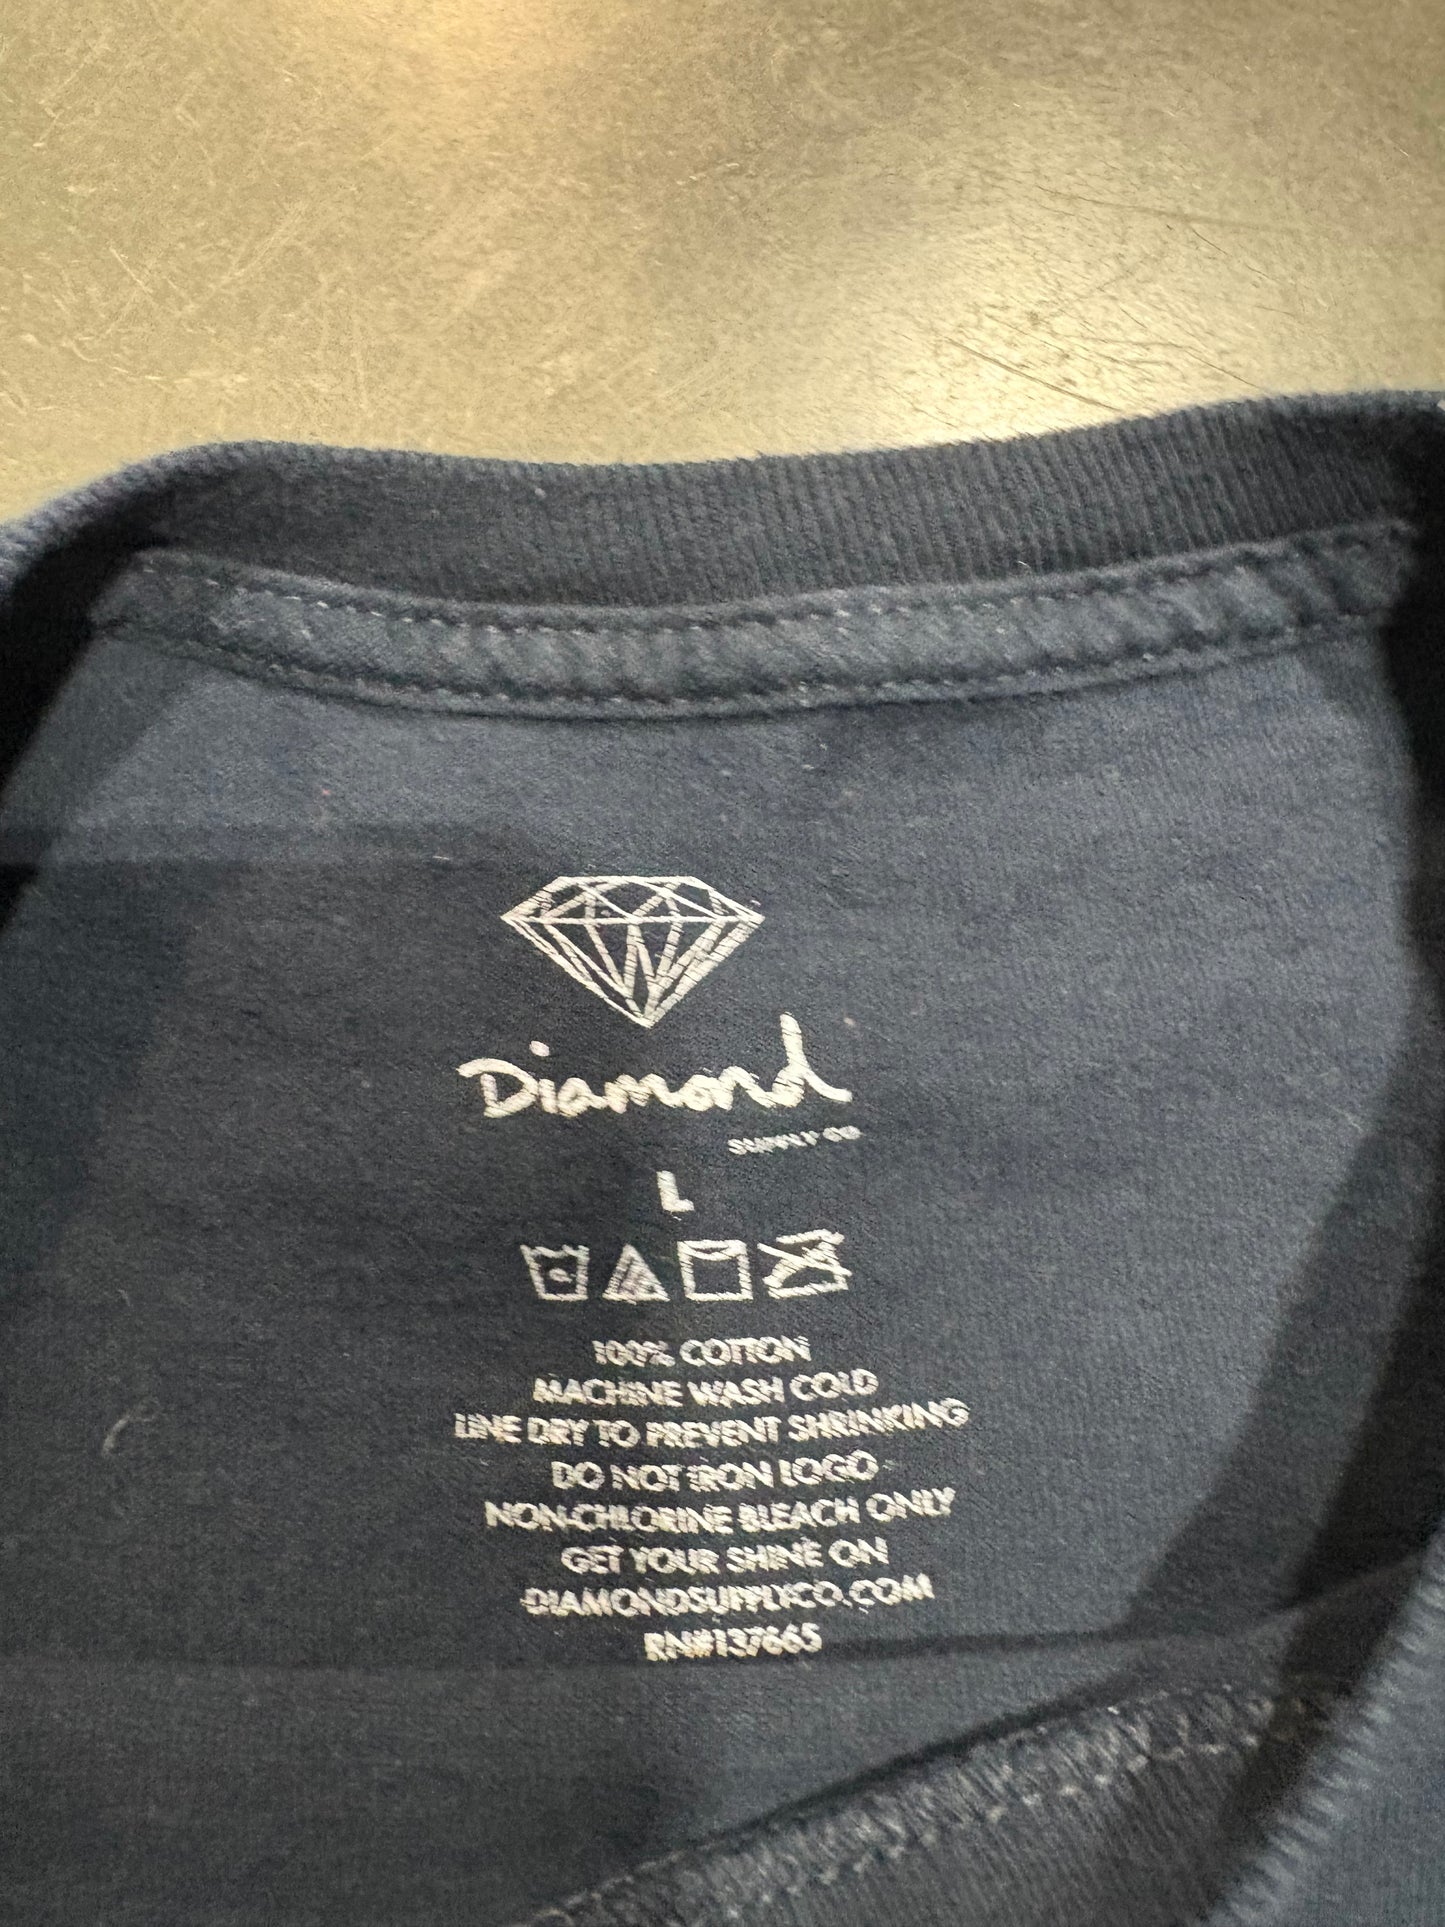 Diamond
SUPPLY CO
L
100% COTTON
MACHINE WASH COLD
LINE DRY TO PREVENT SHRINKING
DO NOT IRON LOGO
NON-CHLORINE BLEACH ONLY
GET YOUR SHINE ON
DIAMONDSUPPLYCO.COM
RN#137665